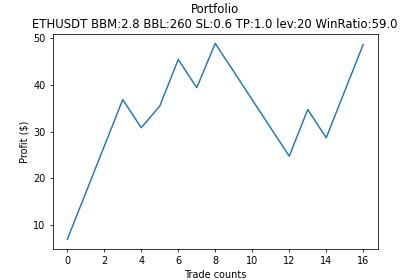 Portfolio
ETHUSDT BBM:2.8 BBL:260 SL:0.6 TP:1.0 lev:20 WinRatio:59.0
50
40
30
20
10
Profit ($)
0 2 4 6 8 10 12 14 16
Trade counts